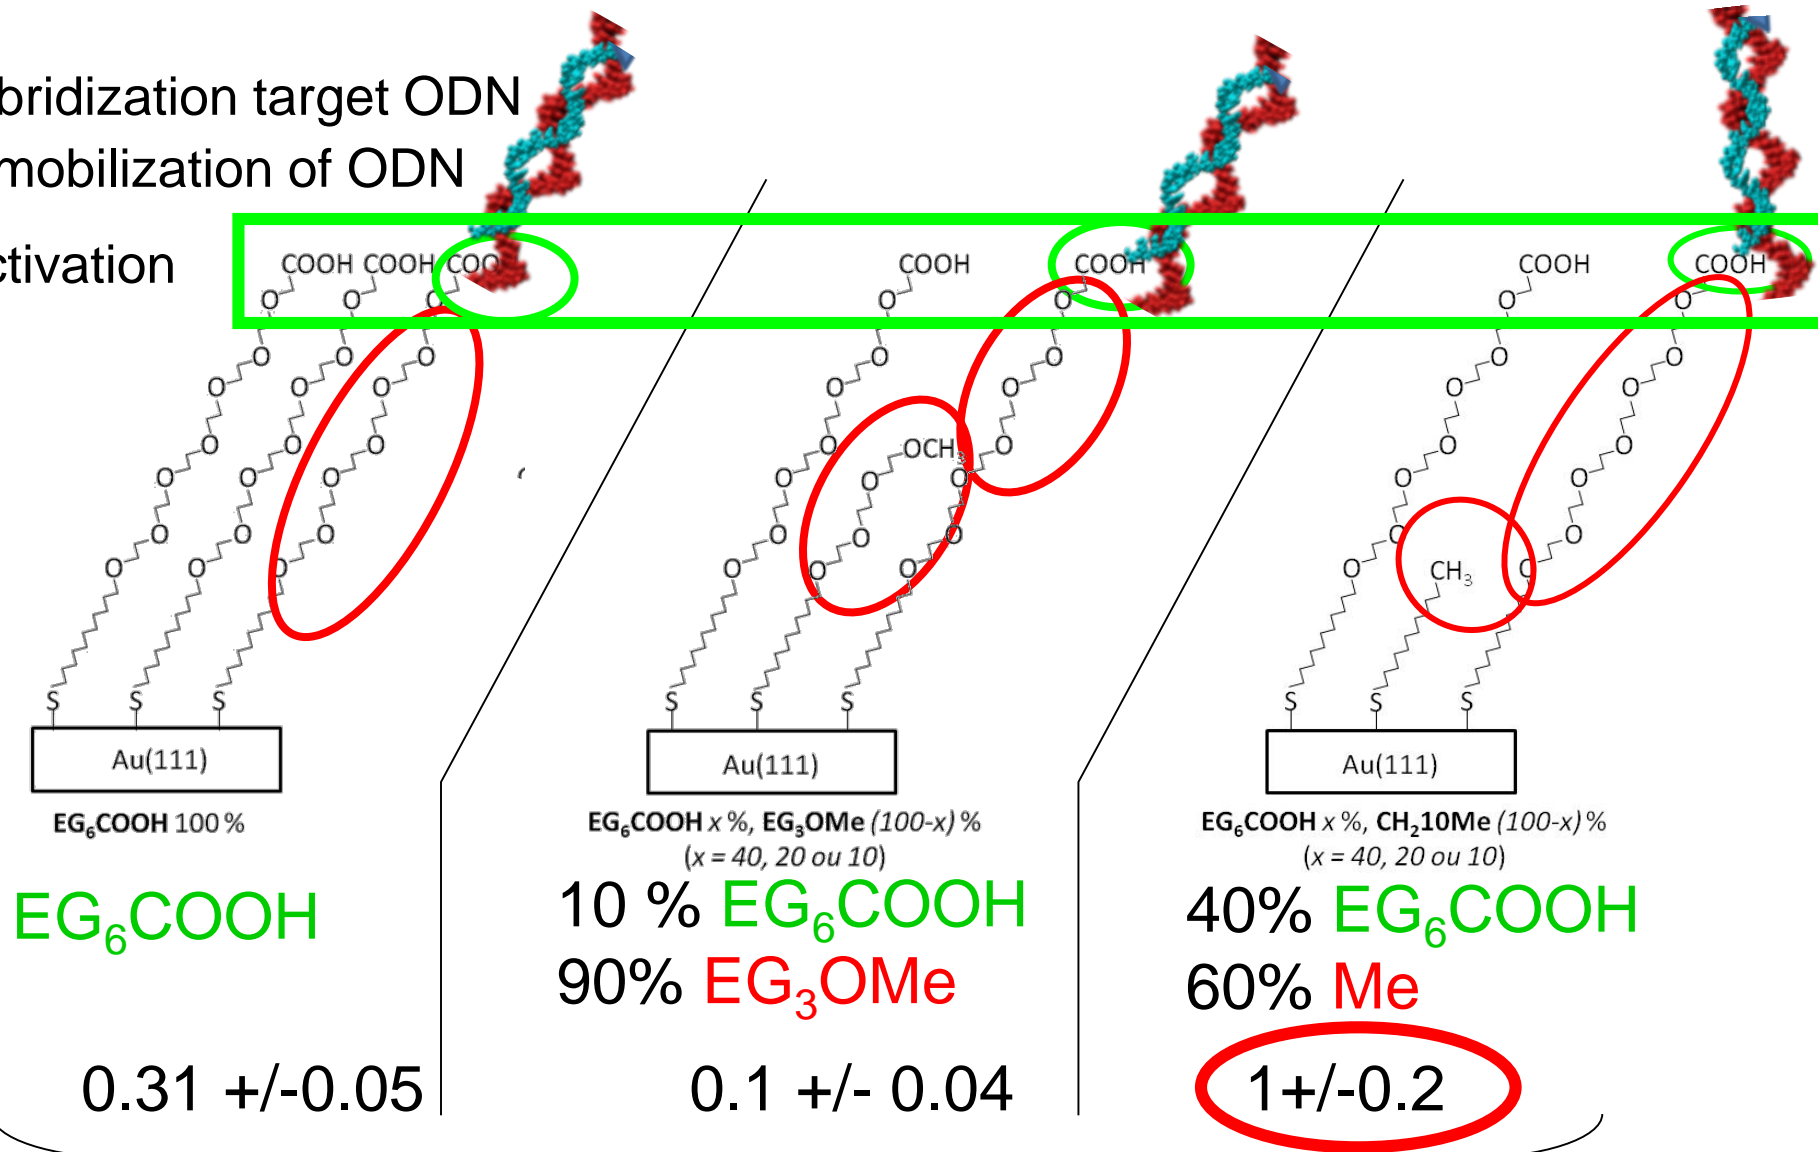 bridization target ODN
mobilization of ODN
ctivation
COOH COOH COO
COOH COOH
COOH COOH
O O O
O O
O O
O O O
O O
O O
O O O
O O
O O
OCH3
O O O
O O O
O O
O O O
O O O
O O
O O O
O O O
O O
O O O
O O O
O O
CH3
S S S
S S S
S S S
Au(111)
Au(111)
Au(111)
EG6COOH 100 %
EG6COOH x %, EG3OMe (100-x) %
(x = 40, 20 ou 10)
EG6COOH x %, CH210Me (100-x) %
(x = 40, 20 ou 10)
EG6COOH
10 % EG6COOH
90% EG3OMe
40% EG6COOH
60% Me
0.31 +/-0.05
0.1 +/- 0.04
1+/-0.2